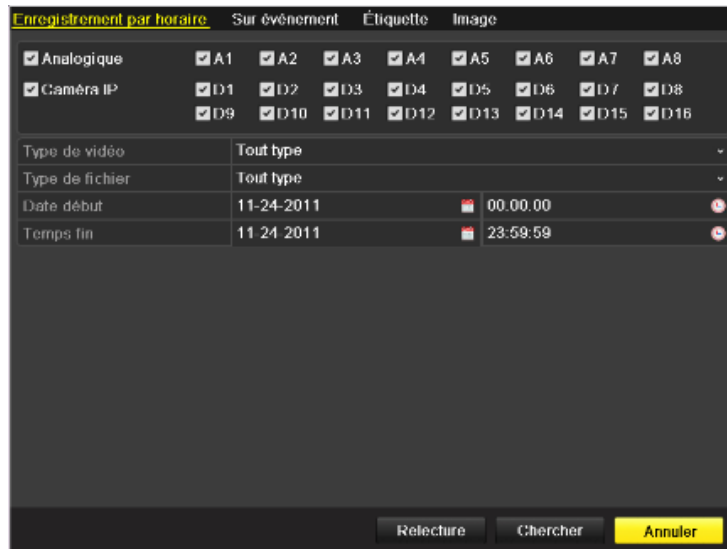 Enregistrement par horaire Sur événement Étiquette Image
Analogique A1 A2 A3 A4 A5 A6 A7 A8
Caméra IP D1 D2 D3 D4 D5 D6 D7 D8
D9 D10 D11 D12 D13 D14 D15 D16
Type de vidéo Tout type
Type de fichier Tout type
Date début 11-24-2011 00.00.00
Temps fin 11-24-2011 23:59:59
Relecture Chercher Annuler